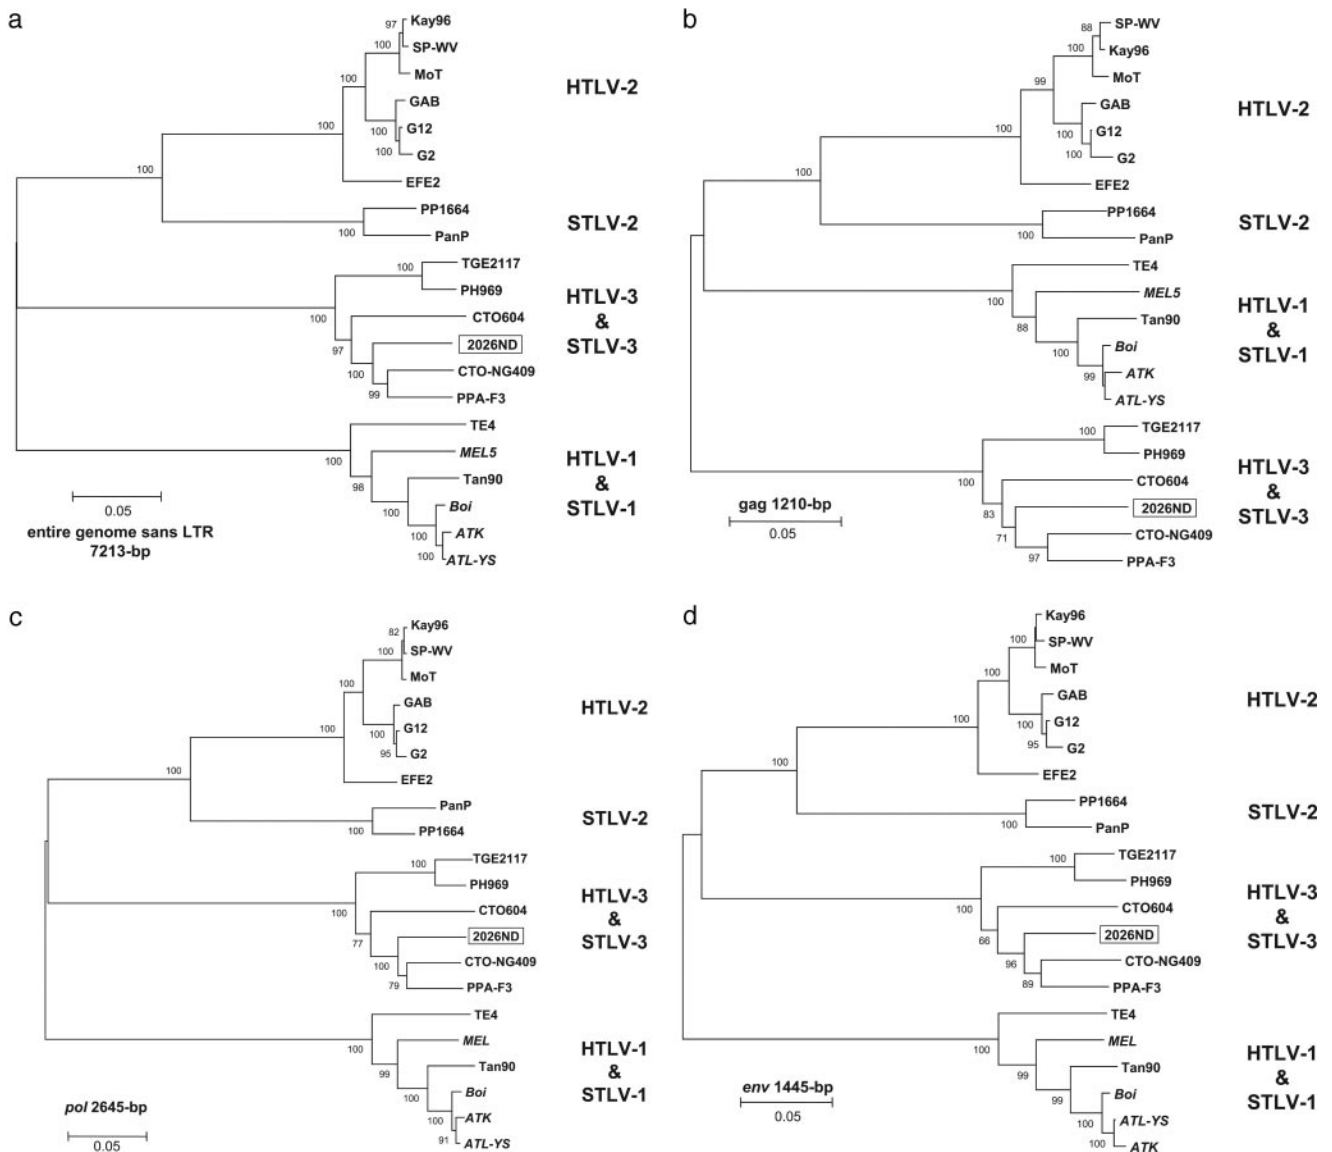 a
97
Kay96
SP-WV
100
MoT
100
GAB
G12
100
100
G2
100
EFE2
HTLV-2
100
PP1664
100
PanP
STLV-2
100
TGE2117
PH969
100
CTO604
97
2026ND
100
CTO-NG409
99
PPA-F3
HTLV-3
&
STLV-3
TE4
100
MEL5
98
Tan90
100
Boi
ATK
100
ATL-YS
HTLV-1
&
STLV-1
0.05
entire genome sans LTR
7213-bp
b
88
SP-WV
100
Kay96
MoT
99
GAB
100
G12
100
G2
100
EFE2
HTLV-2
100
PP1664
100
PanP
STLV-2
TE4
100
MEL5
88
Tan90
100
Boi
99
ATK
ATL-YS
HTLV-1
&
STLV-1
100
TGE2117
PH969
100
CTO604
83
2026ND
71
CTO-NG409
97
PPA-F3
HTLV-3
&
STLV-3
gag 1210-bp
0.05
c
82
Kay96
100
SP-WV
MoT
100
GAB
100
G12
95
G2
100
EFE2
HTLV-2
100
PanP
100
PP1664
STLV-2
100
TGE2117
PH969
100
CTO604
77
2026ND
100
CTO-NG409
79
PPA-F3
HTLV-3
&
STLV-3
TE4
100
MEL
99
Tan90
100
Boi
ATK
91
ATL-YS
HTLV-1
&
STLV-1
pol 2645-bp
0.05
d
Kay96
100
SP-WV
MoT
100
GAB
100
G12
95
G2
100
EFE2
HTLV-2
100
PP1664
100
PanP
STLV-2
100
TGE2117
PH969
100
CTO604
66
2026ND
96
CTO-NG409
89
PPA-F3
HTLV-3
&
STLV-3
TE4
100
MEL
99
Tan90
99
Boi
100
ATL-YS
100
ATK
HTLV-1
&
STLV-1
env 1445-bp
0.05